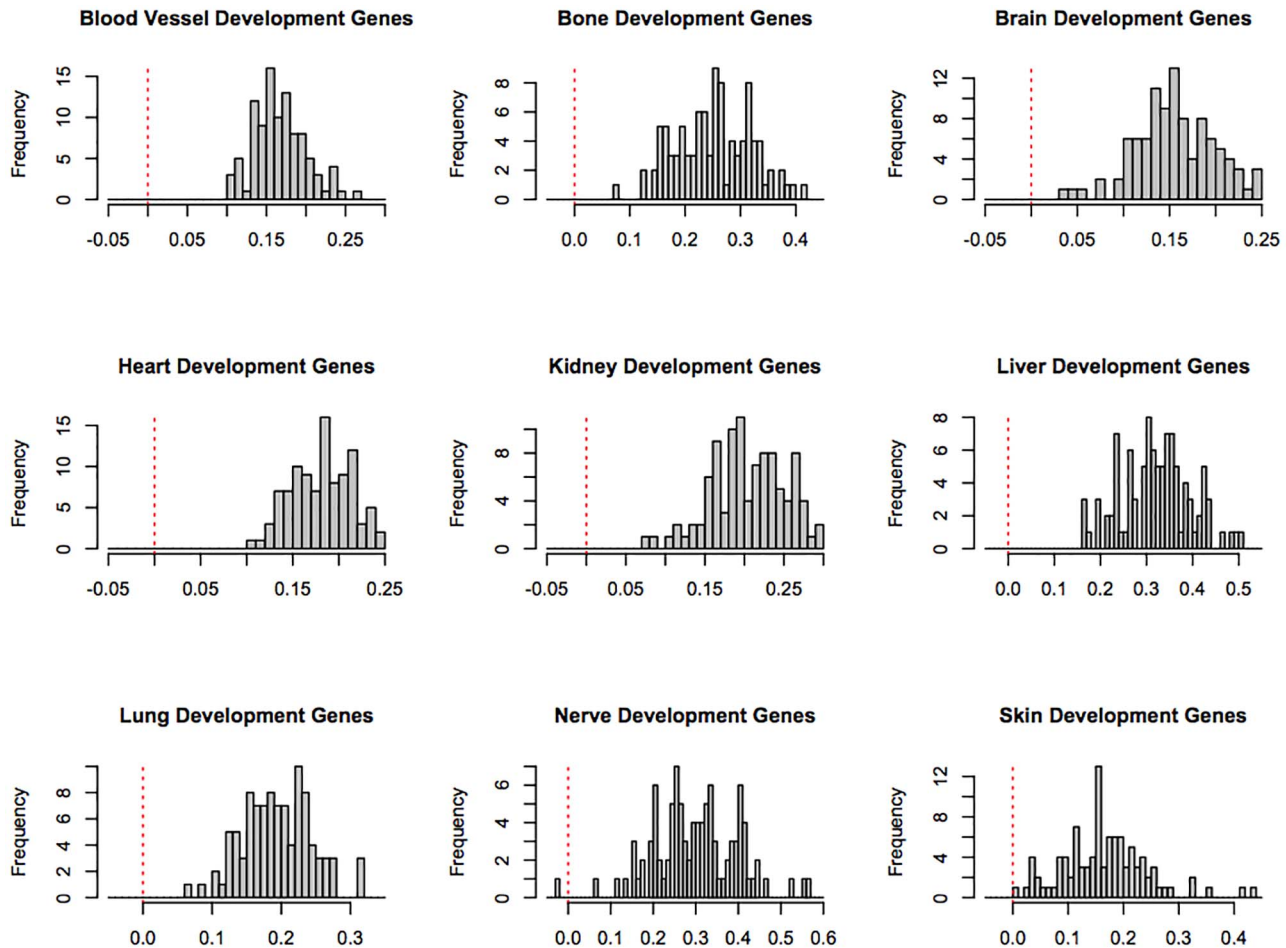 Blood Vessel Development Genes
Frequency
0 5 10 15
-0.05 0.05 0.15 0.25
Bone Development Genes
Frequency
0 2 4 6 8
0.0 0.1 0.2 0.3 0.4
Brain Development Genes
Frequency
0 4 8 12
-0.05 0.05 0.15 0.25
Heart Development Genes
Frequency
0 5 10 15
-0.05 0.05 0.15 0.25
Kidney Development Genes
Frequency
0 4 8
-0.05 0.05 0.15 0.25
Liver Development Genes
Frequency
0 2 4 6 8
0.0 0.1 0.2 0.3 0.4 0.5
Lung Development Genes
Frequency
0 2 4 6 8
0.0 0.1 0.2 0.3
Nerve Development Genes
Frequency
0 2 4 6
0.0 0.1 0.2 0.3 0.4 0.5 0.6
Skin Development Genes
Frequency
0 4 8 12
0.0 0.1 0.2 0.3 0.4